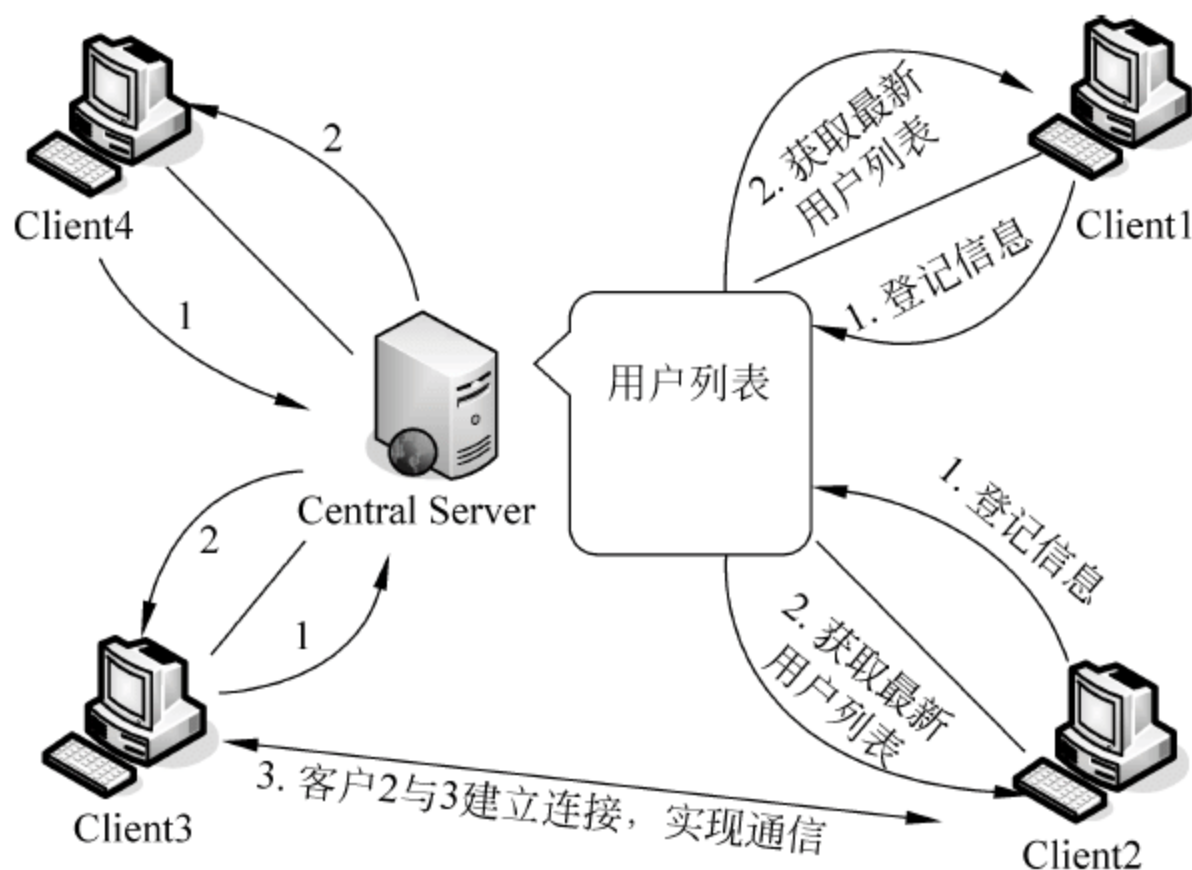 2
2. 获取最新
用户列表
Client4
Client1
1. 登记信息
1
用户列表
Central Server
1. 登记信息
2
2. 获取最新
用户列表
1
3. 客户2与3建立连接，实现通信
Client3
Client2